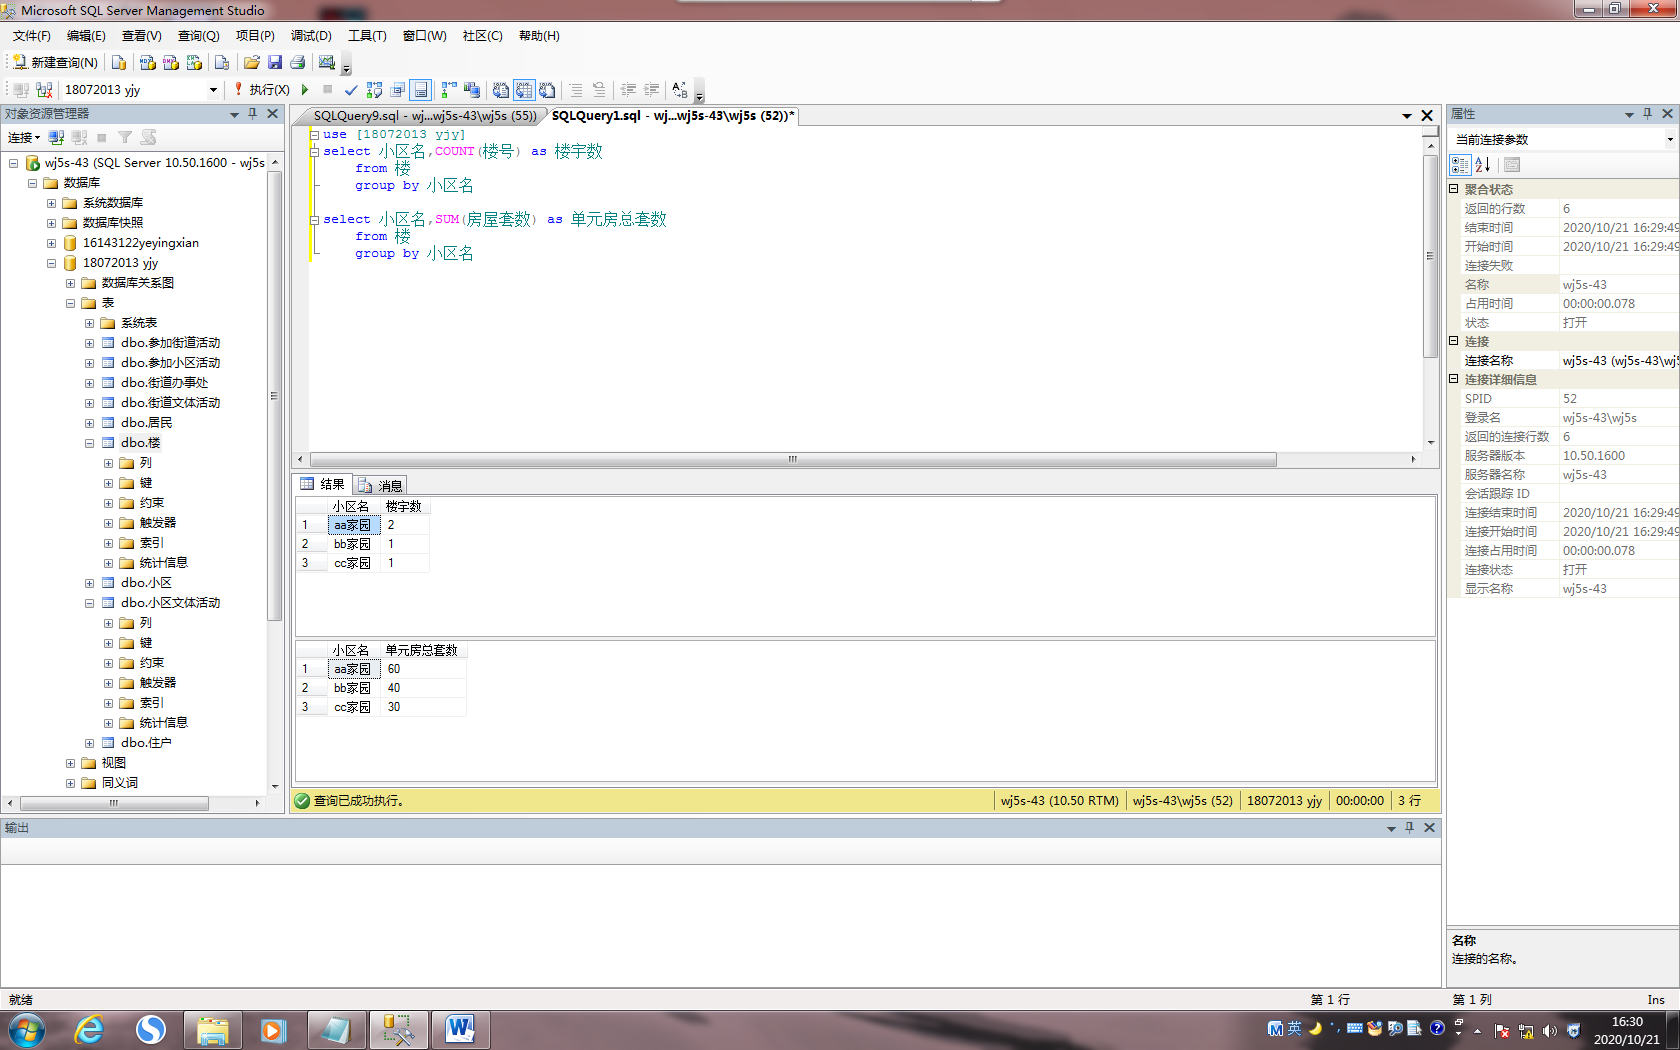 Microsoft SQL Server Management Studio
文件(F) 编辑(E) 查看(V) 查询(Q) 项目(P) 调试(D) 工具(T) 窗口(W) 社区(C) 帮助(H)
新建查询(N)
18072013 yjy 执行(X)
对象资源管理器
连接
wj5s-43 (SQL Server 10.50.1600 - wj5s
数据库
系统数据库
数据库快照
16143122yeyingxian
18072013 yjy
数据库关系图
表
系统表
dbo.参加街道活动
dbo.参加小区活动
dbo.街道办事处
dbo.街道文体活动
dbo.居民
dbo.楼
列
键
约束
触发器
索引
统计信息
dbo.小区
dbo.小区文体活动
列
键
约束
触发器
索引
统计信息
dbo.住户
视图
同义词
SQLQuery9.sql - wj...wj5s-43\wj5s (55)) SQLQuery1.sql - wj...wj5s-43\wj5s (52))*
use [18072013 yjy]
select 小区名,COUNT(楼号) as 楼宇数
from 楼
group by 小区名
select 小区名,SUM(房屋套数) as 单元房总套数
from 楼
group by 小区名
结果 消息
小区名 楼宇数
1 aa家园 2
2 bb家园 1
3 cc家园 1
小区名 单元房总套数
1 aa家园 60
2 bb家园 40
3 cc家园 30
查询已成功执行。 wj5s-43 (10.50 RTM) wj5s-43\wj5s (52) 18072013 yjy 00:00:00 3 行
属性
当前连接参数
聚合状态
返回的行数 6
结束时间 2020/10/21 16:29:49
开始时间 2020/10/21 16:29:49
连接失败
名称 wj5s-43
占用时间 00:00:00.078
状态 打开
连接
连接名称 wj5s-43 (wj5s-43\wj5
连接详细信息
SPID 52
登录名 wj5s-43\wj5s
返回的连接行数 6
服务器版本 10.50.1600
服务器名称 wj5s-43
会话跟踪 ID
连接结束时间 2020/10/21 16:29:49
连接开始时间 2020/10/21 16:29:49
连接占用时间 00:00:00.078
连接状态 打开
显示名称 wj5s-43
名称
连接的名称。
输出
就绪 第 1 行 第 1 列 Ins
英
16:30
2020/10/21